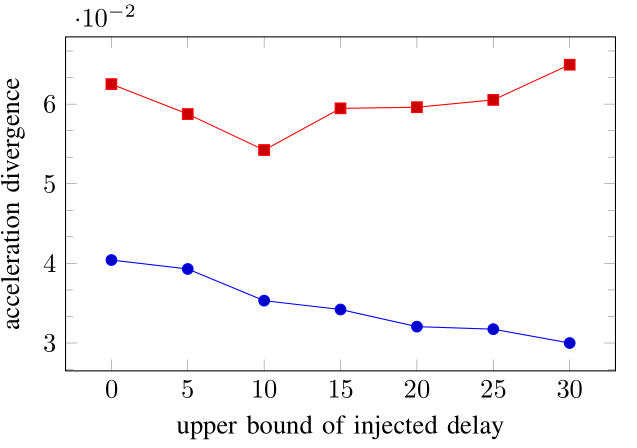 ·10⁻²
6
5
4
3
acceleration divergence
0 5 10 15 20 25 30
upper bound of injected delay